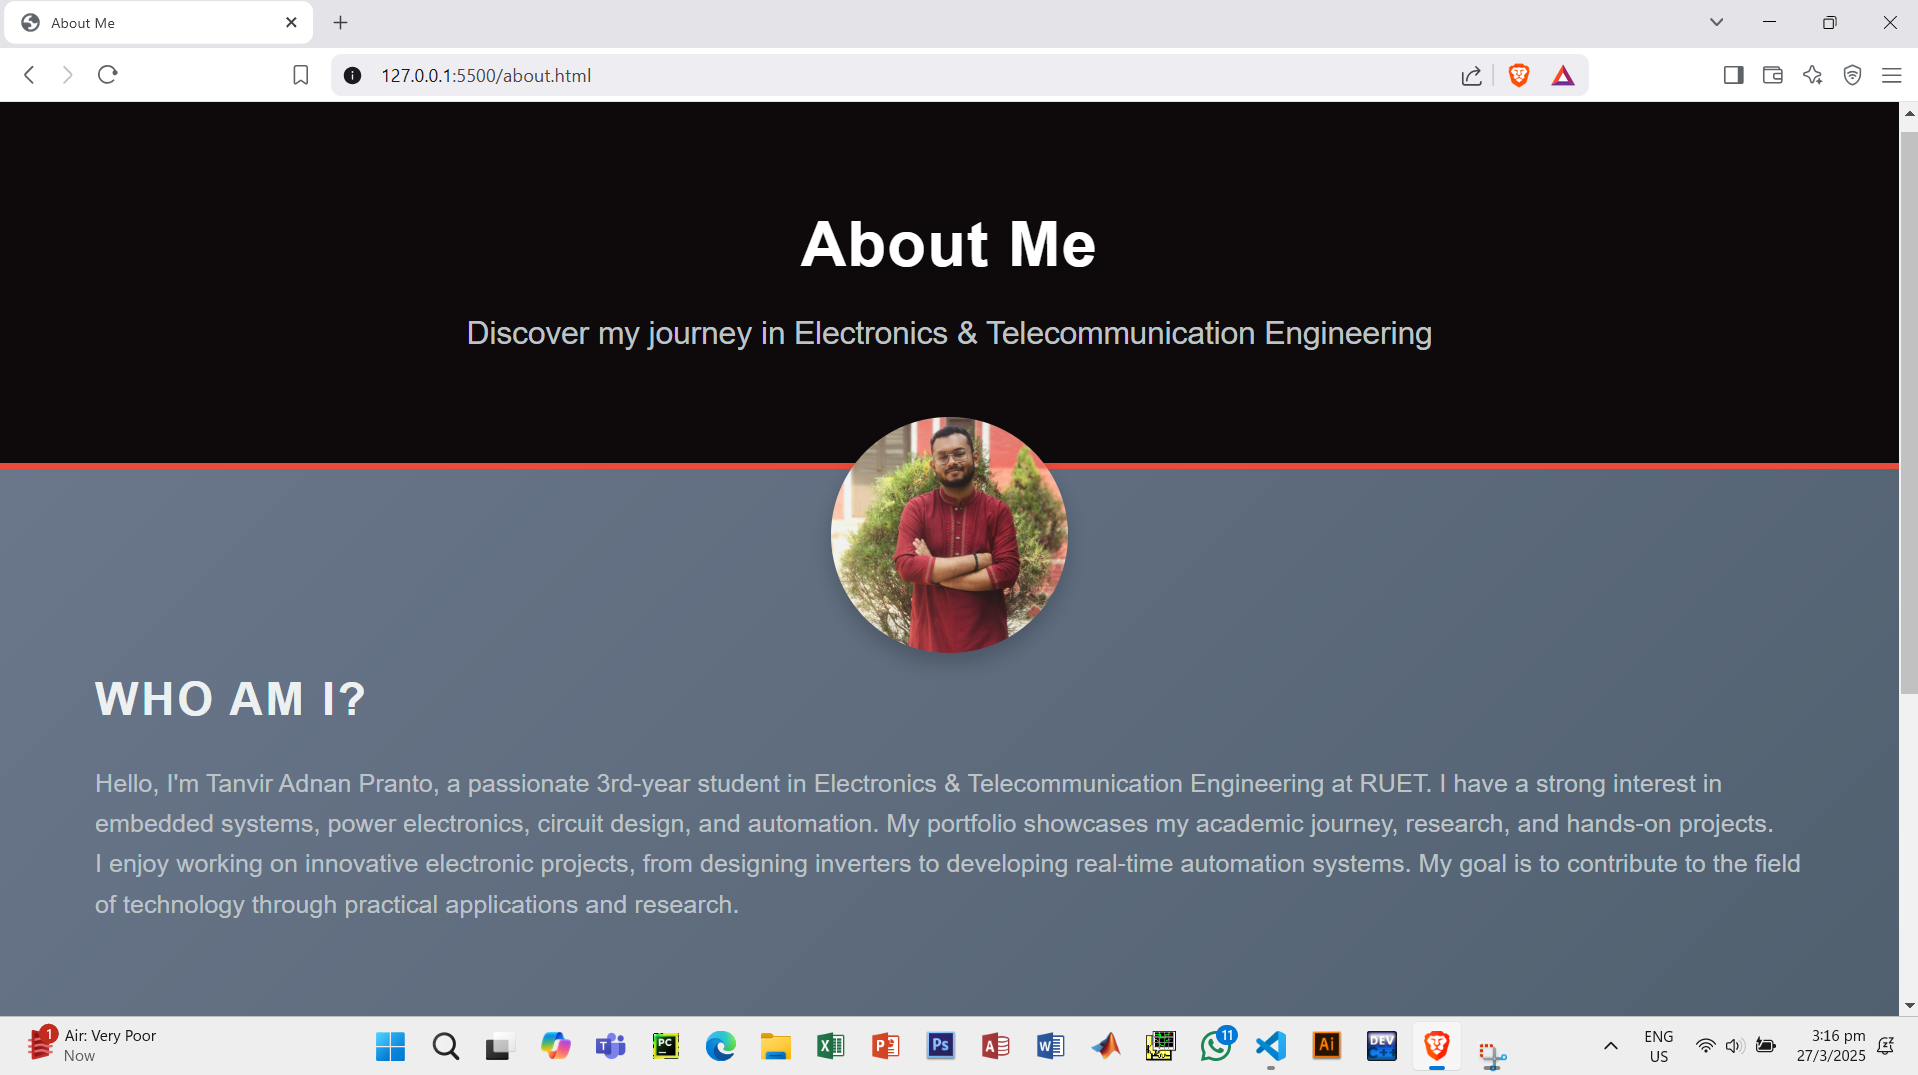 About Me
127.0.0.1:5500/about.html
About Me
Discover my journey in Electronics & Telecommunication Engineering
WHO AM I?
Hello, I'm Tanvir Adnan Pranto, a passionate 3rd-year student in Electronics & Telecommunication Engineering at RUET. I have a strong interest in
embedded systems, power electronics, circuit design, and automation. My portfolio showcases my academic journey, research, and hands-on projects.
I enjoy working on innovative electronic projects, from designing inverters to developing real-time automation systems. My goal is to contribute to the field
of technology through practical applications and research.
1
Air: Very Poor
Now
T
PC
X
P
Ps
A
W
11
Ai
DEV
C++
ENG
US
3:16 pm
27/3/2025